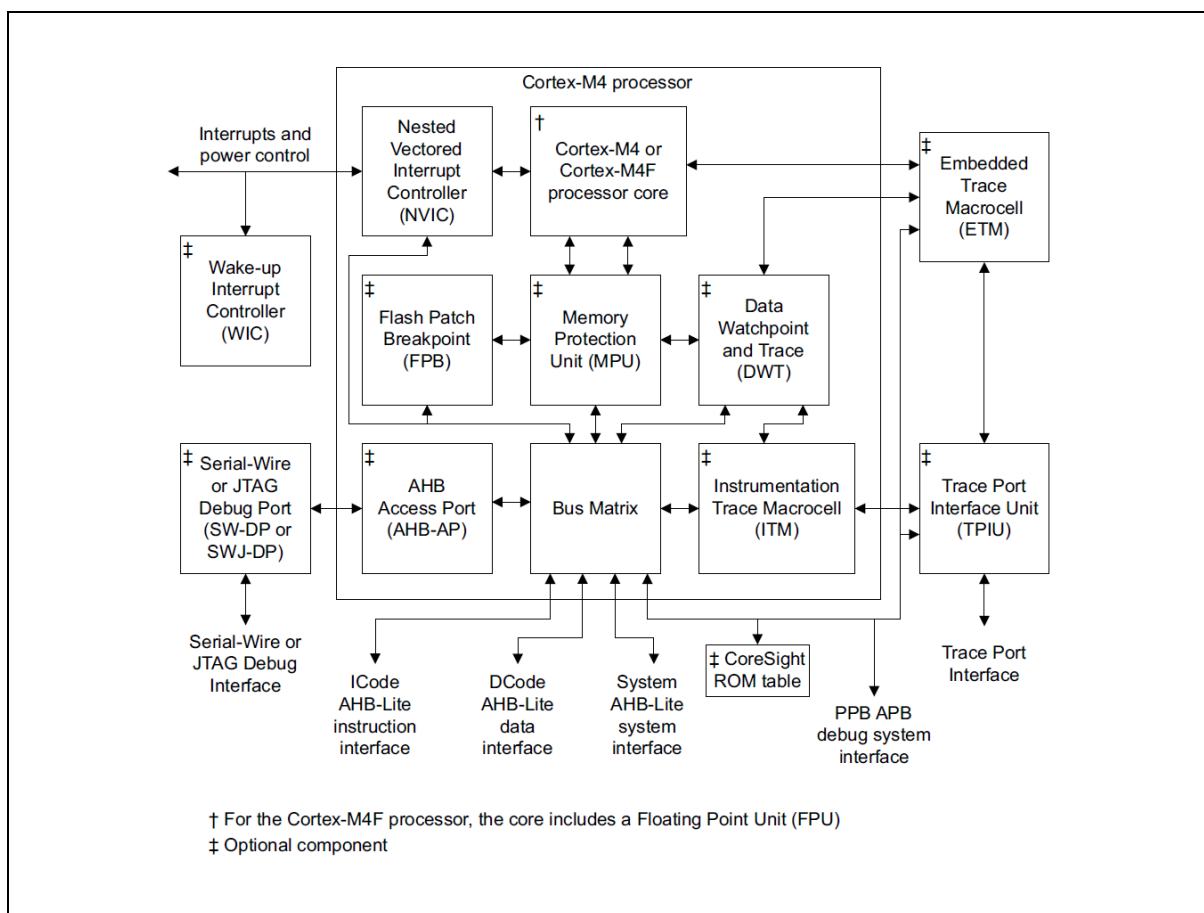 Cortex-M4 processor
Interrupts and
power control
Nested
Vectored
Interrupt
Controller
(NVIC)
†
Cortex-M4 or
Cortex-M4F
processor core
‡
Embedded
Trace
Macrocell
(ETM)
‡
Wake-up
Interrupt
Controller
(WIC)
‡
Flash Patch
Breakpoint
(FPB)
‡
Memory
Protection
Unit (MPU)
‡
Data
Watchpoint
and Trace
(DWT)
‡
Serial-Wire
or JTAG
Debug Port
(SW-DP or
SWJ-DP)
‡
AHB
Access Port
(AHB-AP)
Bus Matrix
‡
Instrumentation
Trace Macrocell
(ITM)
‡
Trace Port
Interface Unit
(TPIU)
Serial-Wire or
JTAG Debug
Interface
ICode
AHB-Lite
instruction
interface
DCode
AHB-Lite
data
interface
System
AHB-Lite
system
interface
‡ CoreSight
ROM table
PPB APB
debug system
interface
Trace Port
Interface
† For the Cortex-M4F processor, the core includes a Floating Point Unit (FPU)
‡ Optional component